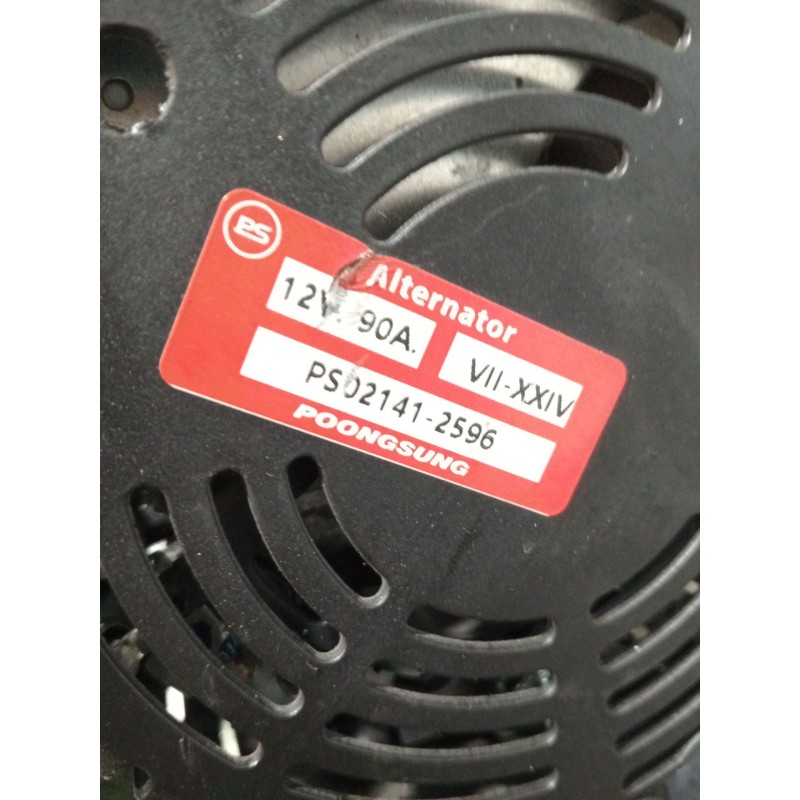 PS
Alternator
12V. 90A.
VII-XXIV
PS02141-2596
POONGSUNG